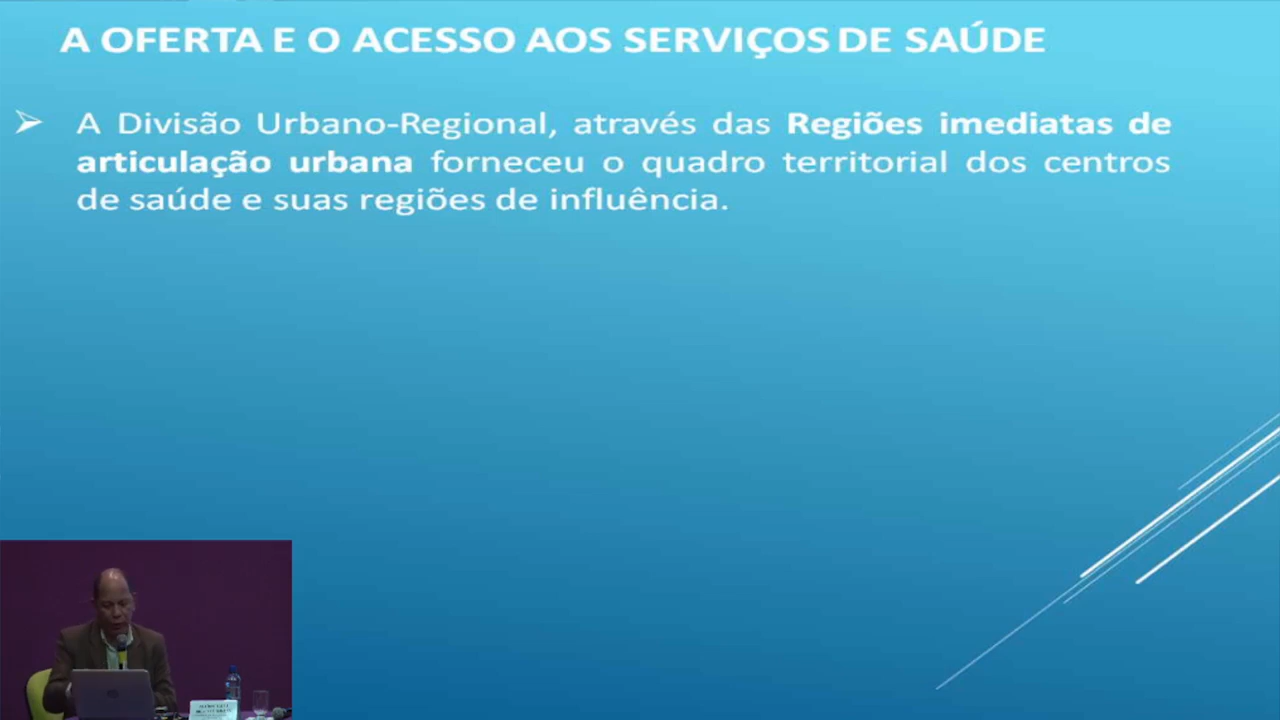 A OFERTA E O ACESSO AOS SERVIÇOS DE SAÚDE
A Divisão Urbano-Regional, através das Regiões imediatas de
articulação urbana forneceu o quadro territorial dos centros
de saúde e suas regiões de influência.